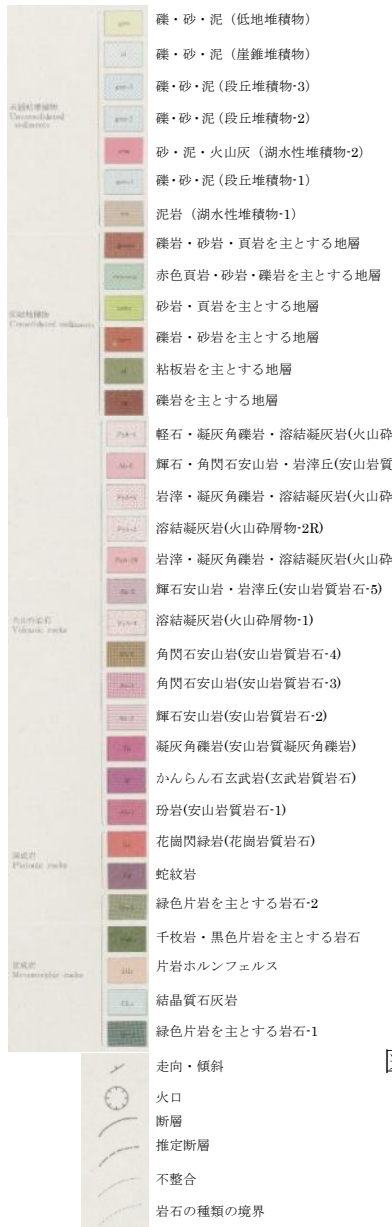 礫・砂・泥（低地堆積物）
礫・砂・泥（崖錐堆積物）
礫・砂・泥(段丘堆積物-3)
礫・砂・泥(段丘堆積物-2)
Unconsolidated
sediments
砂・泥・火山灰（湖水性堆積物-2)
礫・砂・泥(段丘堆積物-1)
泥岩（湖水性堆積物-1)
礫岩・砂岩・頁岩を主とする地層
赤色頁岩・砂岩・礫岩を主とする地層
砂岩・頁岩を主とする地層
Consolidated sediments
礫岩・砂岩を主とする地層
粘板岩を主とする地層
礫岩を主とする地層
軽石・凝灰角礫岩・溶結凝灰岩(火山砕
輝石・角閃石安山岩・岩滓丘(安山岩質
岩滓・凝灰角礫岩・溶結凝灰岩(火山砕
溶結凝灰岩(火山砕屑物-2R)
岩滓・凝灰角礫岩・溶結凝灰岩(火山砕
輝石安山岩・岩滓丘(安山岩質岩石-5)
溶結凝灰岩(火山砕屑物-1)
Volcanic rocks
角閃石安山岩(安山岩質岩石-4)
角閃石安山岩(安山岩質岩石-3)
輝石安山岩(安山岩質岩石-2)
凝灰角礫岩(安山岩質凝灰角礫岩)
かんらん石玄武岩(玄武岩質岩石)
玢岩(安山岩質岩石-1)
花崗閃緑岩(花崗岩質岩石)
深成岩
Plutonic rocks
蛇紋岩
緑色片岩を主とする岩石-2
千枚岩・黒色片岩を主とする岩石
変成岩
Metamorphic rocks
片岩ホルンフェルス
結晶質石灰岩
緑色片岩を主とする岩石-1
走向・傾斜
火口
断層
推定断層
不整合
岩石の種類の境界